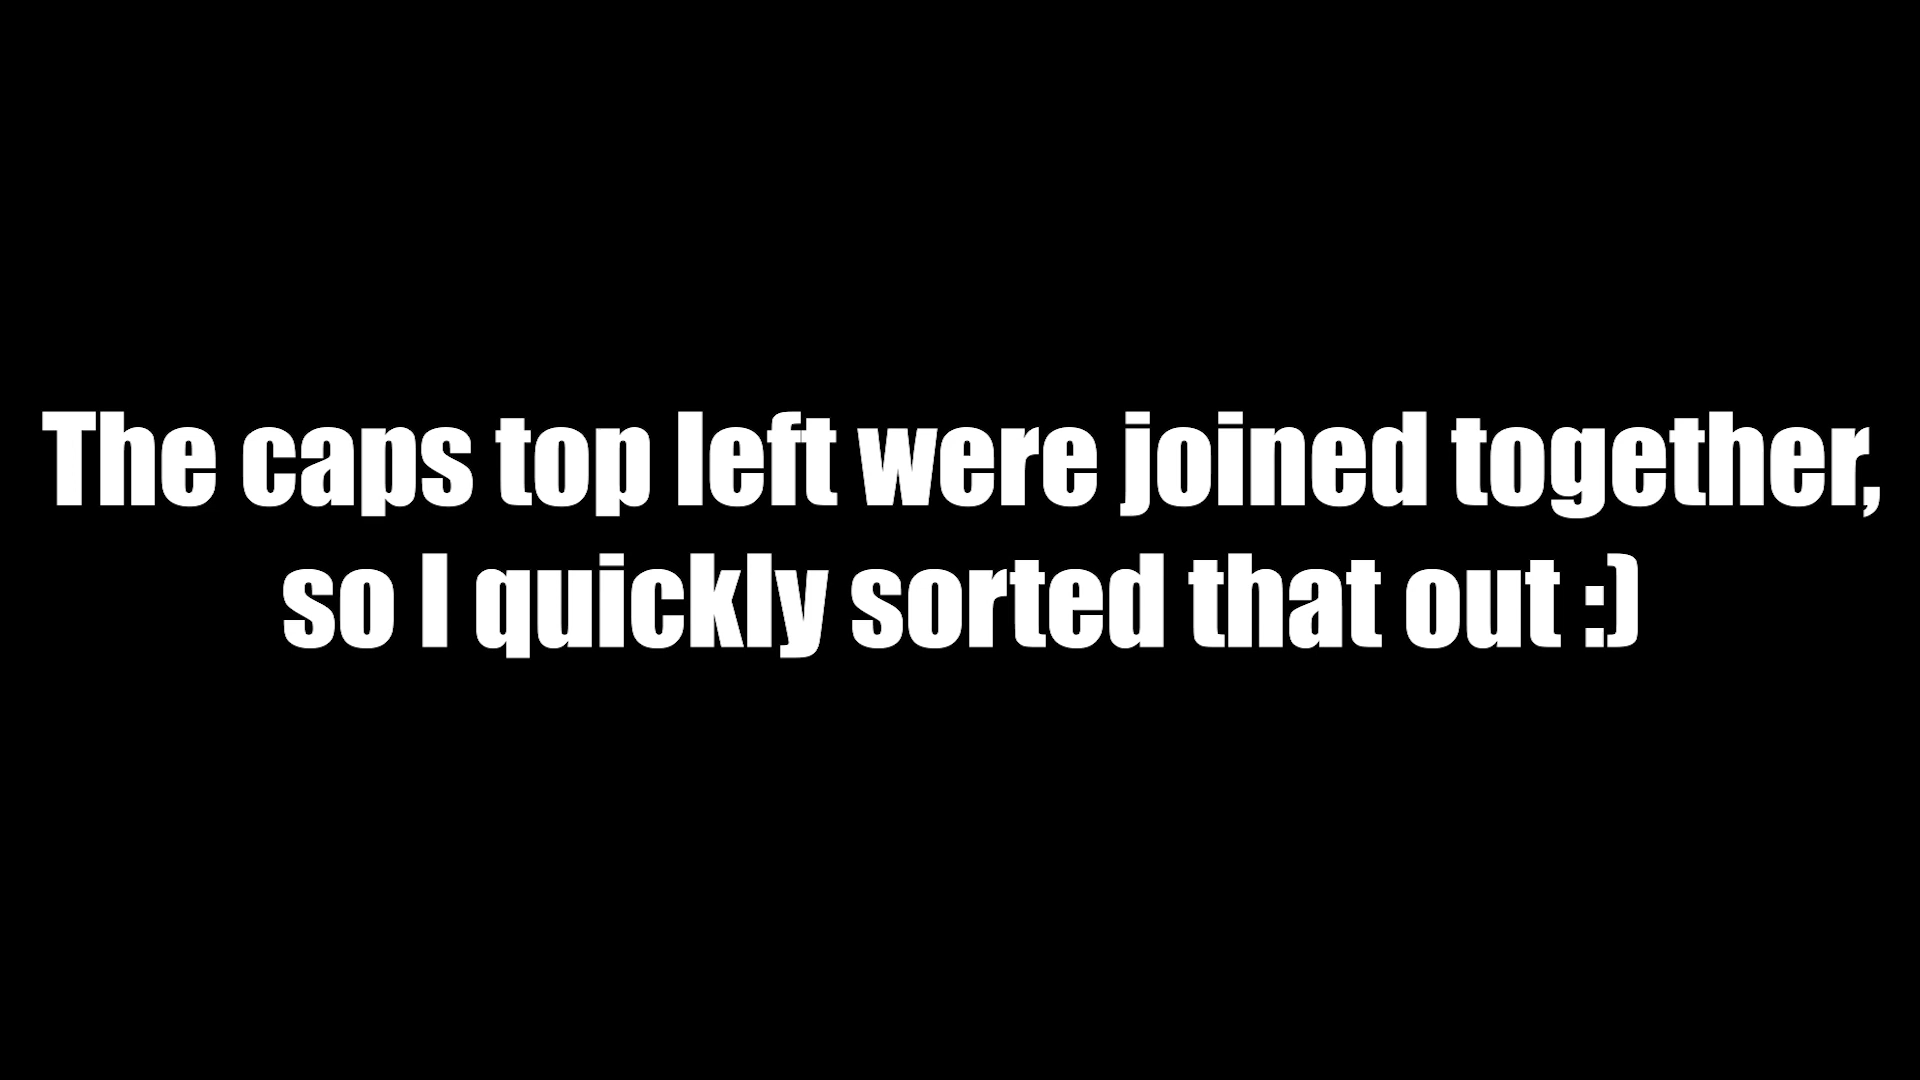 The caps top left were joined together,
so I quickly sorted that out :)